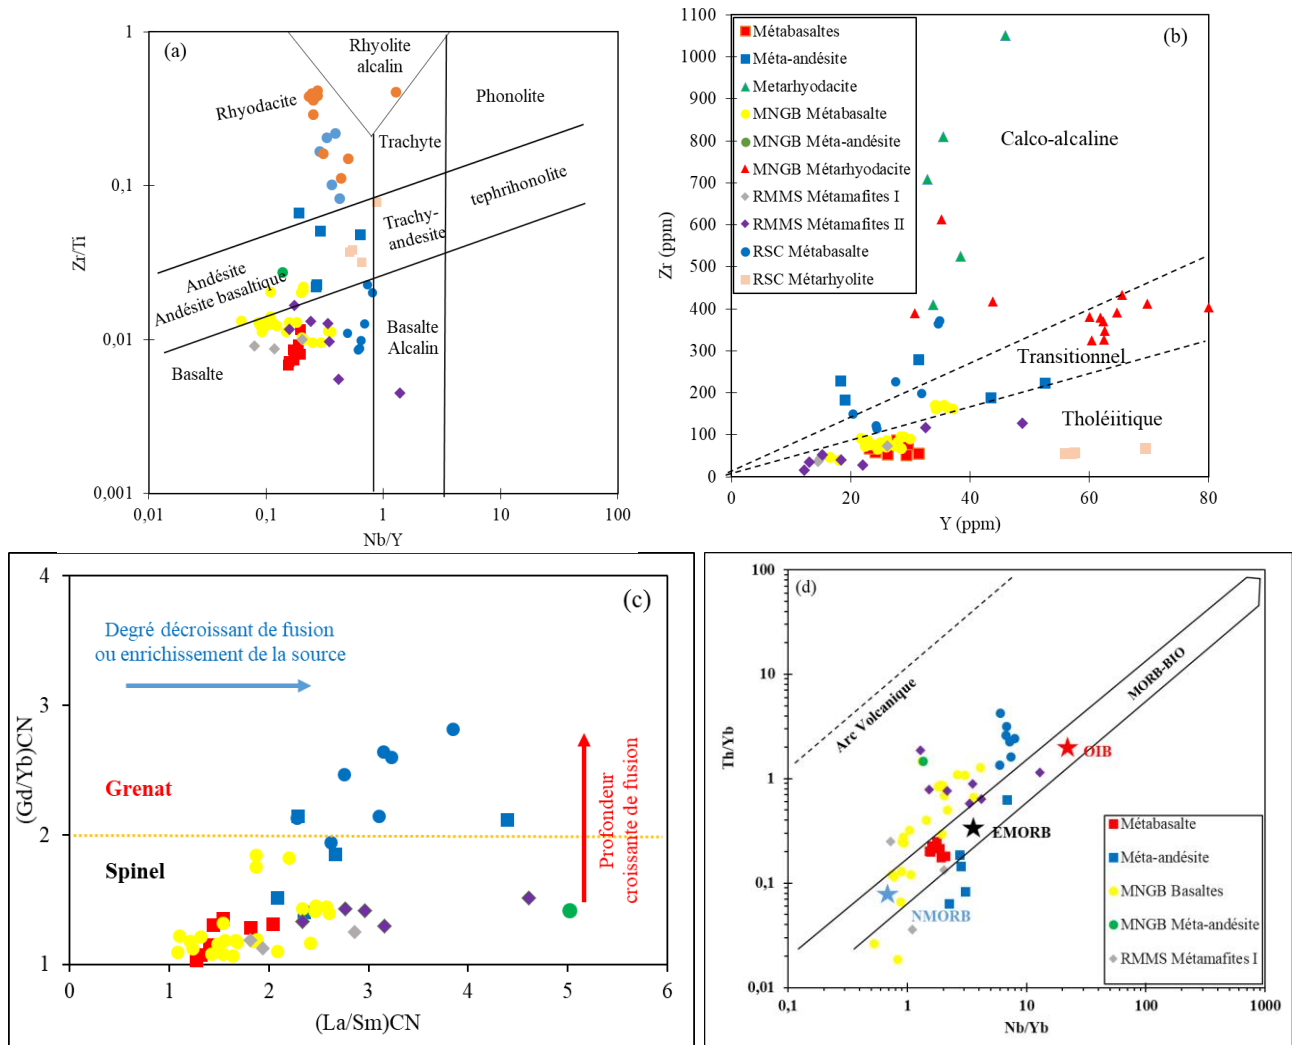 (a)
1
0,1
0,01
0,001
Zr/Ti
0,01
0,1
1
10
100
Nb/Y
Rhyolite
alcalin
Rhyodacite
Phonolite
Trachyte
tephrihonolite
Trachy-
andesite
Andésite
Andésite basaltique
Basalte
Basalte
Alcalin
(b)
1100
1000
900
800
700
600
500
400
300
200
100
0
Zr (ppm)
0
20
40
60
80
Y (ppm)
Métabasaltes
Méta-andésite
Metarhyodacite
MNGB Métabasalte
MNGB Méta-andésite
MNGB Métarhyodacite
RMMS Métamafites I
RMMS Métamafites II
RSC Métabasalte
RSC Métarhyolite
Calco-alcaline
Transitionnel
Tholéiitique
(c)
4
3
2
1
(Gd/Yb)CN
0
1
2
3
4
5
6
(La/Sm)CN
Degré décroissant de fusion
ou enrichissement de la source
Grenat
Spinel
Profondeur
croissante de fusion
(d)
100
10
1
0,1
0,01
Th/Yb
0,1
1
10
100
1000
Nb/Yb
Arc Volcanique
MORB-BIO
OIB
EMORB
NMORB
Métabasalte
Méta-andésite
MNGB Basaltes
MNGB Méta-andésite
RMMS Métamafites I